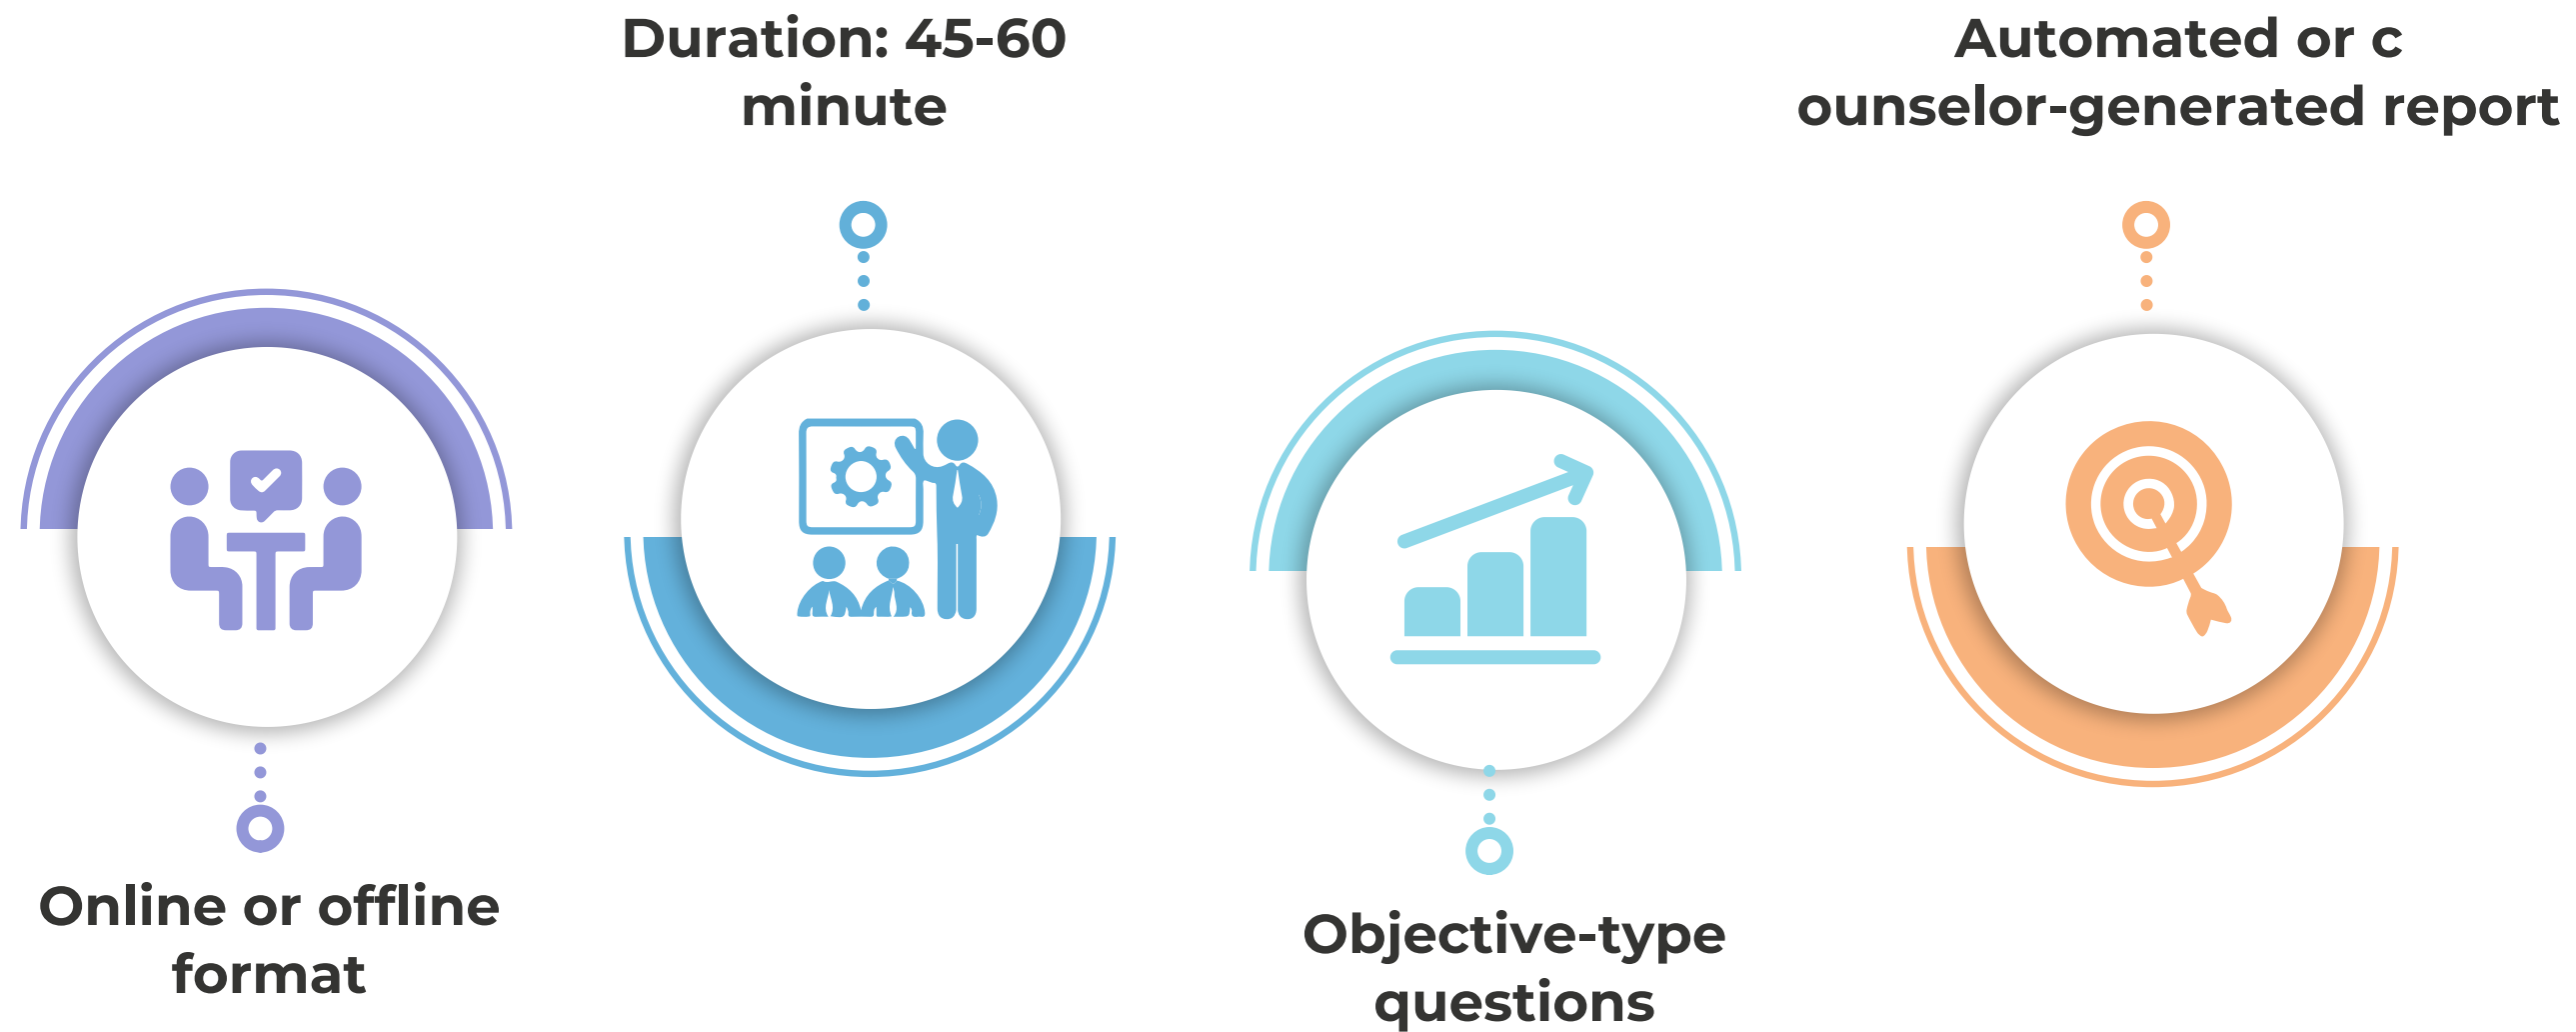 Duration: 45-60
minute
Automated or c
ounselor-generated report
Online or offline
format
Objective-type
questions